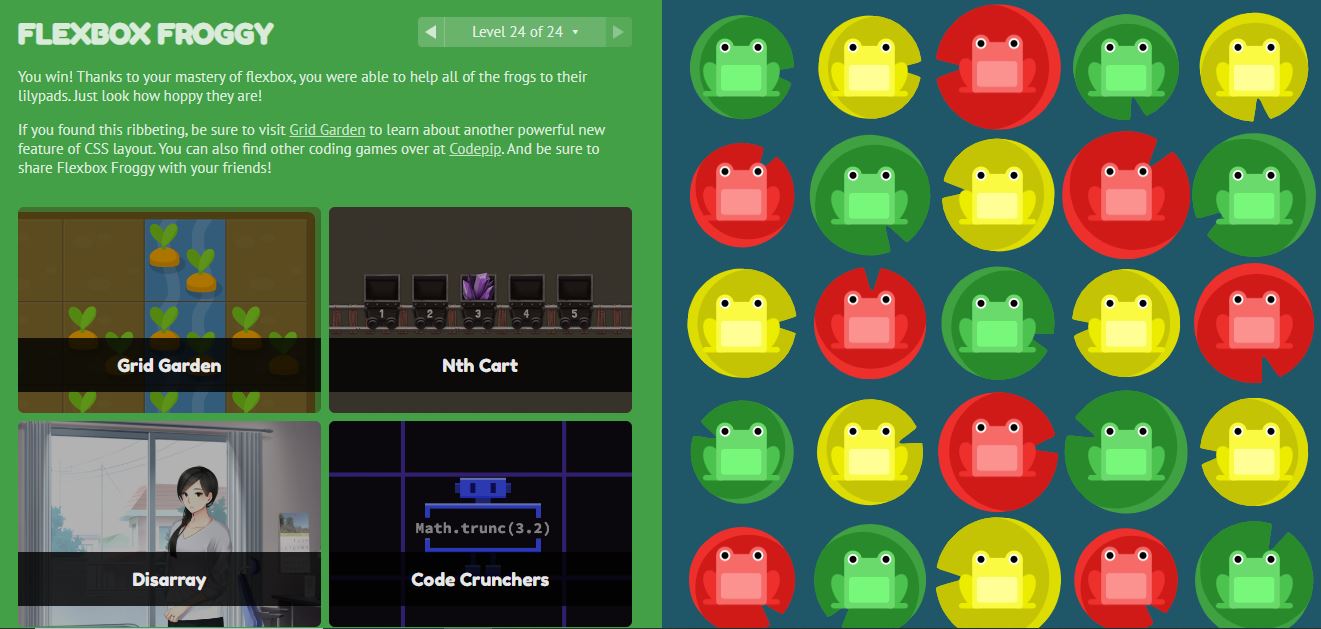 FLEXBOX FROGGY
Level 24 of 24
You win! Thanks to your mastery of flexbox, you were able to help all of the frogs to their
lilypads. Just look how hoppy they are!
If you found this ribbeting, be sure to visit Grid Garden to learn about another powerful new
feature of CSS layout. You can also find other coding games over at Codepip. And be sure to
share Flexbox Froggy with your friends!
1 2 3 4 5
Grid Garden
Nth Cart
Math.trunc(3.2)
Disarray
Code Crunchers